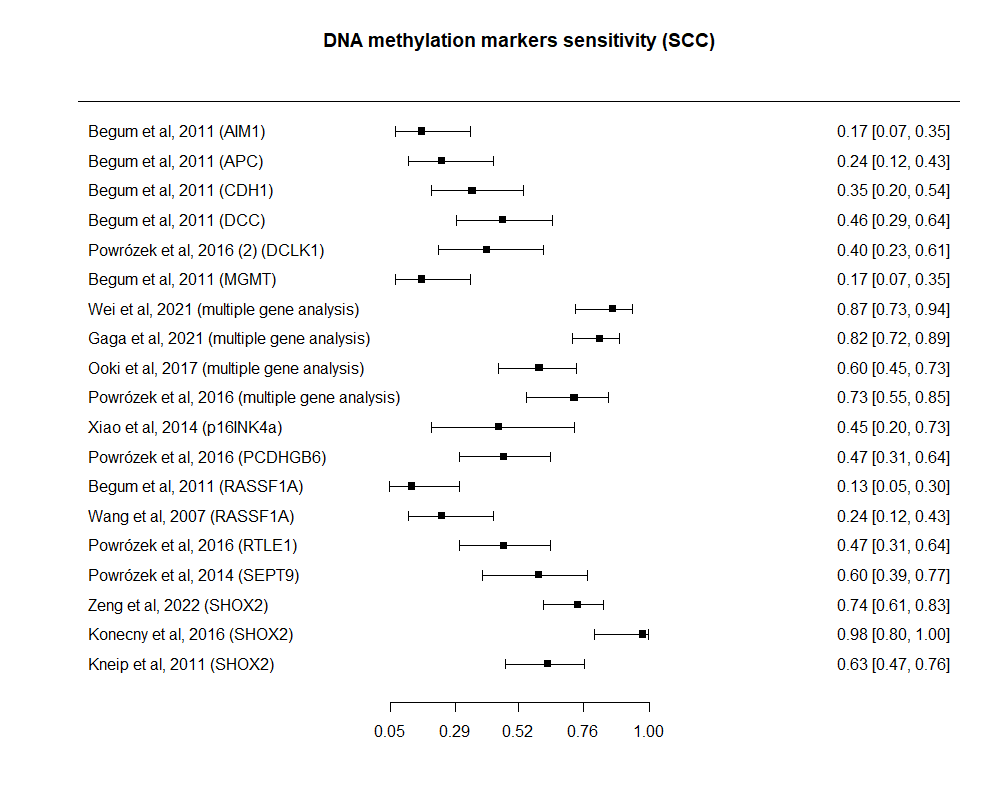 DNA methylation markers sensitivity (SCC)
Begum et al, 2011 (AIM1) 0.17 [0.07, 0.35]
Begum et al, 2011 (APC) 0.24 [0.12, 0.43]
Begum et al, 2011 (CDH1) 0.35 [0.20, 0.54]
Begum et al, 2011 (DCC) 0.46 [0.29, 0.64]
Powrózek et al, 2016 (2) (DCLK1) 0.40 [0.23, 0.61]
Begum et al, 2011 (MGMT) 0.17 [0.07, 0.35]
Wei et al, 2021 (multiple gene analysis) 0.87 [0.73, 0.94]
Gaga et al, 2021 (multiple gene analysis) 0.82 [0.72, 0.89]
Ooki et al, 2017 (multiple gene analysis) 0.60 [0.45, 0.73]
Powrózek et al, 2016 (multiple gene analysis) 0.73 [0.55, 0.85]
Xiao et al, 2014 (p16INK4a) 0.45 [0.20, 0.73]
Powrózek et al, 2016 (PCDHGB6) 0.47 [0.31, 0.64]
Begum et al, 2011 (RASSF1A) 0.13 [0.05, 0.30]
Wang et al, 2007 (RASSF1A) 0.24 [0.12, 0.43]
Powrózek et al, 2016 (RTLE1) 0.47 [0.31, 0.64]
Powrózek et al, 2014 (SEPT9) 0.60 [0.39, 0.77]
Zeng et al, 2022 (SHOX2) 0.74 [0.61, 0.83]
Konecny et al, 2016 (SHOX2) 0.98 [0.80, 1.00]
Kneip et al, 2011 (SHOX2) 0.63 [0.47, 0.76]
0.05 0.29 0.52 0.76 1.00